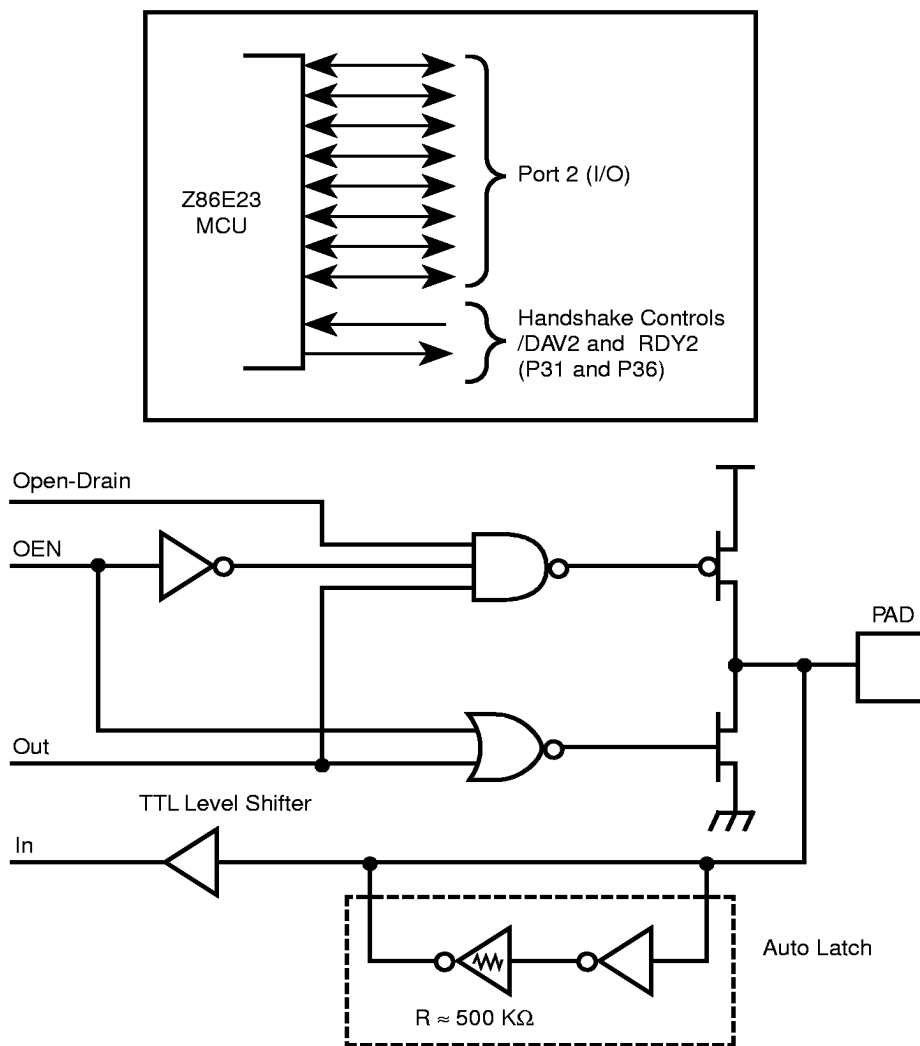 Z86E23
MCU
Port 2 (I/O)
Handshake Controls
/DAV2 and RDY2
(P31 and P36)
Open-Drain
OEN
PAD
Out
TTL Level Shifter
In
Auto Latch
R ≈ 500 KΩ